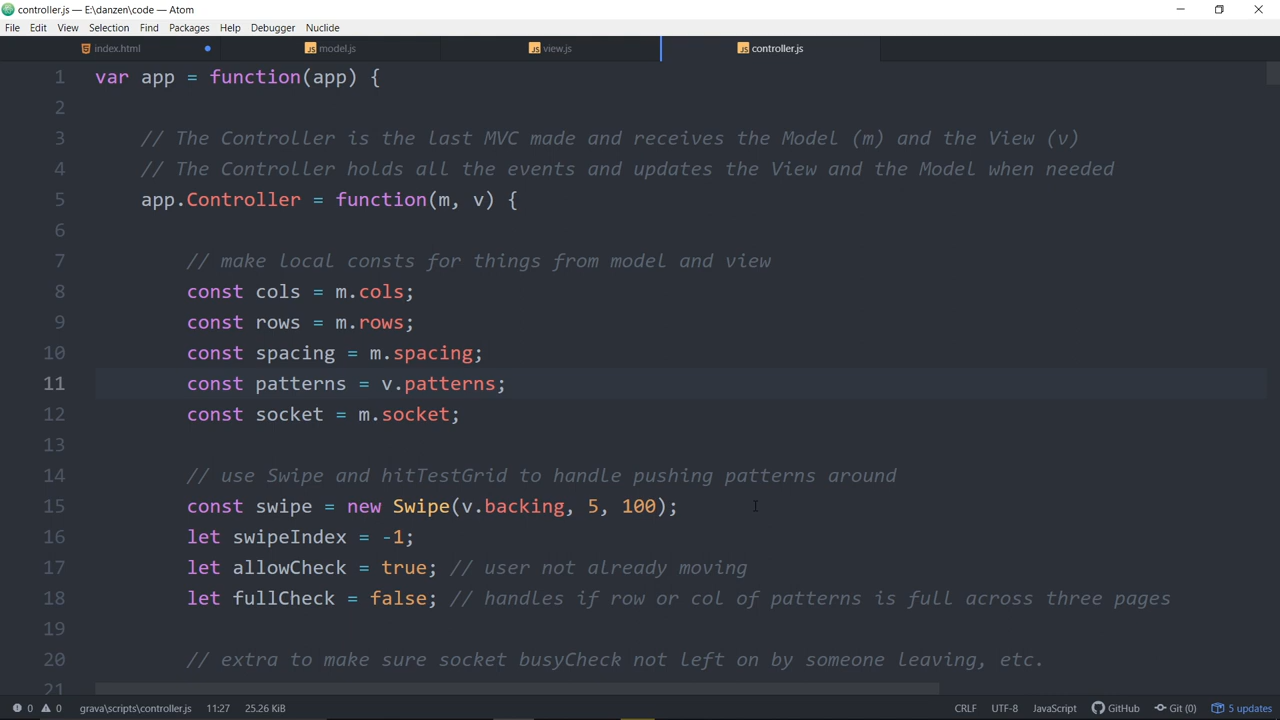 controller.js — E:\danzen\code — Atom
File Edit View Selection Find Packages Help Debugger Nuclide
index.html model.js view.js controller.js
1 var app = function(app) {
2
3 // The Controller is the last MVC made and receives the Model (m) and the View (v)
4 // The Controller holds all the events and updates the View and the Model when needed
5 app.Controller = function(m, v) {
6
7 // make local consts for things from model and view
8 const cols = m.cols;
9 const rows = m.rows;
10 const spacing = m.spacing;
11 const patterns = v.patterns;
12 const socket = m.socket;
13
14 // use Swipe and hitTestGrid to handle pushing patterns around
15 const swipe = new Swipe(v.backing, 5, 100);
16 let swipeIndex = -1;
17 let allowCheck = true; // user not already moving
18 let fullCheck = false; // handles if row or col of patterns is full across three pages
19
20 // extra to make sure socket busyCheck not left on by someone leaving, etc.
21
0 0 grava\scripts\controller.js 11:27 25.26 KiB CRLF UTF-8 JavaScript GitHub Git (0) 5 updates